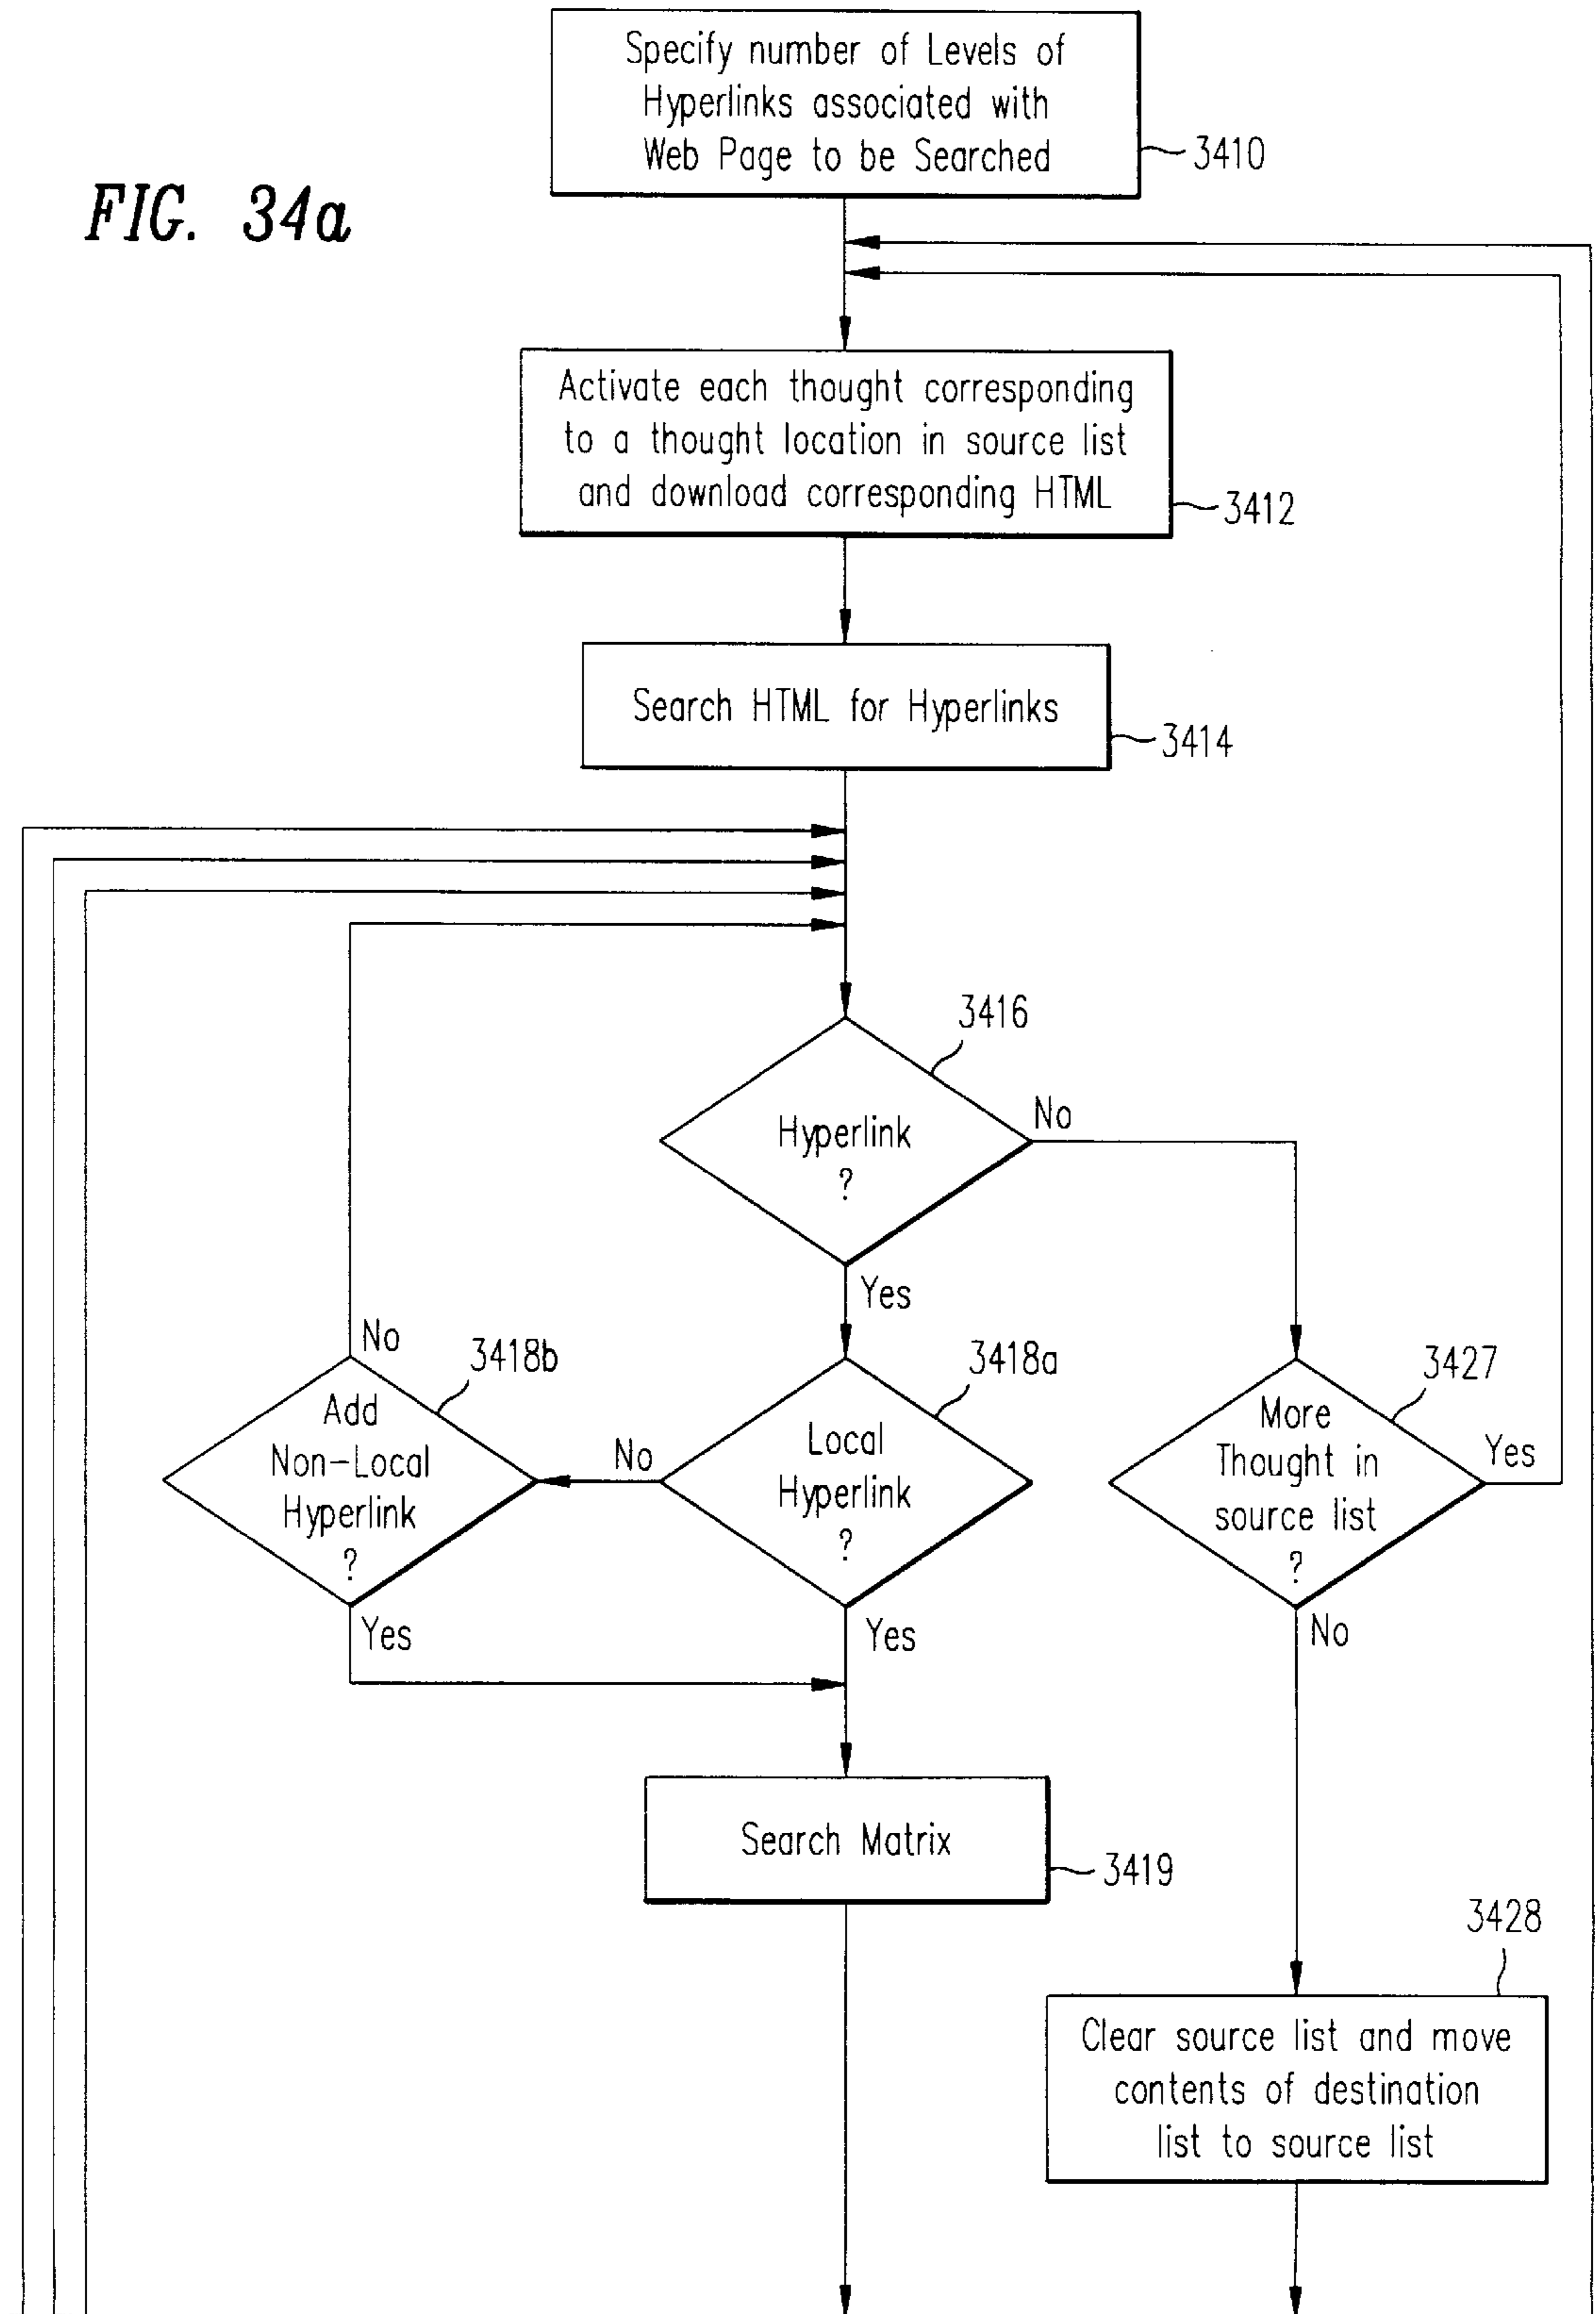 Specify number of Levels of
Hyperlinks associated with
Web Page to be Searched
3410
FIG. 34a
Activate each thought corresponding
to a thought location in source list
and download corresponding HTML
3412
Search HTML for Hyperlinks
3414
3416
Hyperlink
?
No
Yes
No
3418b
Add
Non-Local
Hyperlink
?
Yes
No
3418a
Local
Hyperlink
?
Yes
3427
More
Thought in
source list
?
Yes
No
Search Matrix
3419
3428
Clear source list and move
contents of destination
list to source list